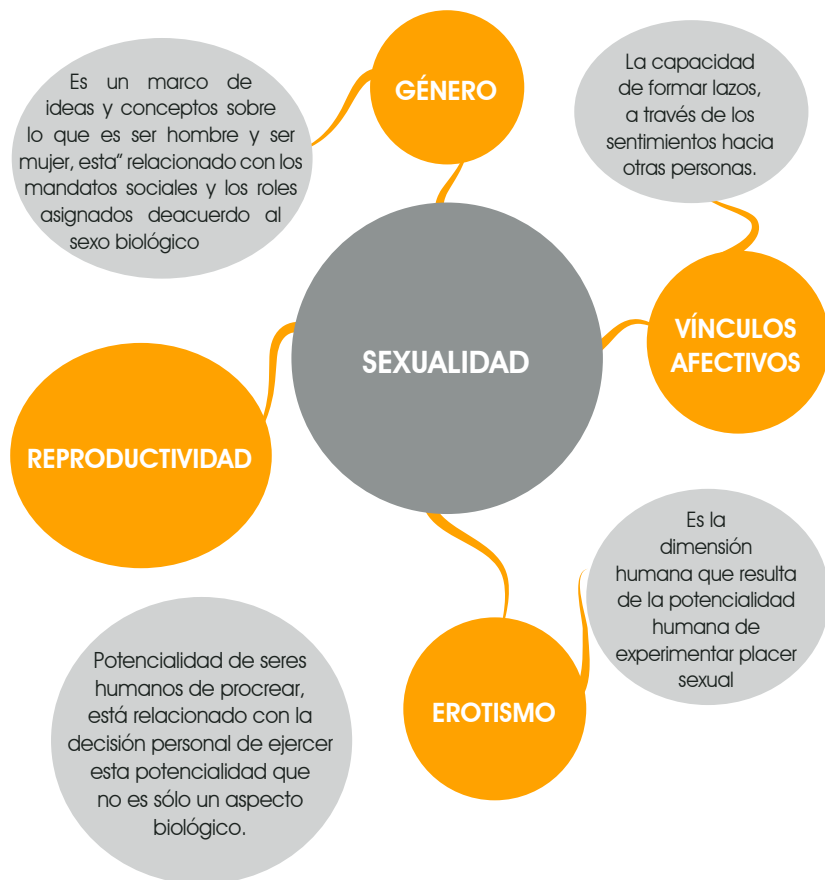 GÉNERO
Es un marco de
ideas y conceptos sobre
lo que es ser hombre y ser
mujer, esta" relacionado con los
mandatos sociales y los roles
asignados deacuerdo al
sexo biológico
La capacidad
de formar lazos,
a través de los
sentimientos hacia
otras personas.
VÍNCULOS
AFECTIVOS
SEXUALIDAD
REPRODUCTIVIDAD
Es la
dimensión
humana que resulta
de la potencialidad
humana de
experimentar placer
sexual
EROTISMO
Potencialidad de seres
humanos de procrear,
está relacionado con la
decisión personal de ejercer
esta potencialidad que
no es sólo un aspecto
biológico.